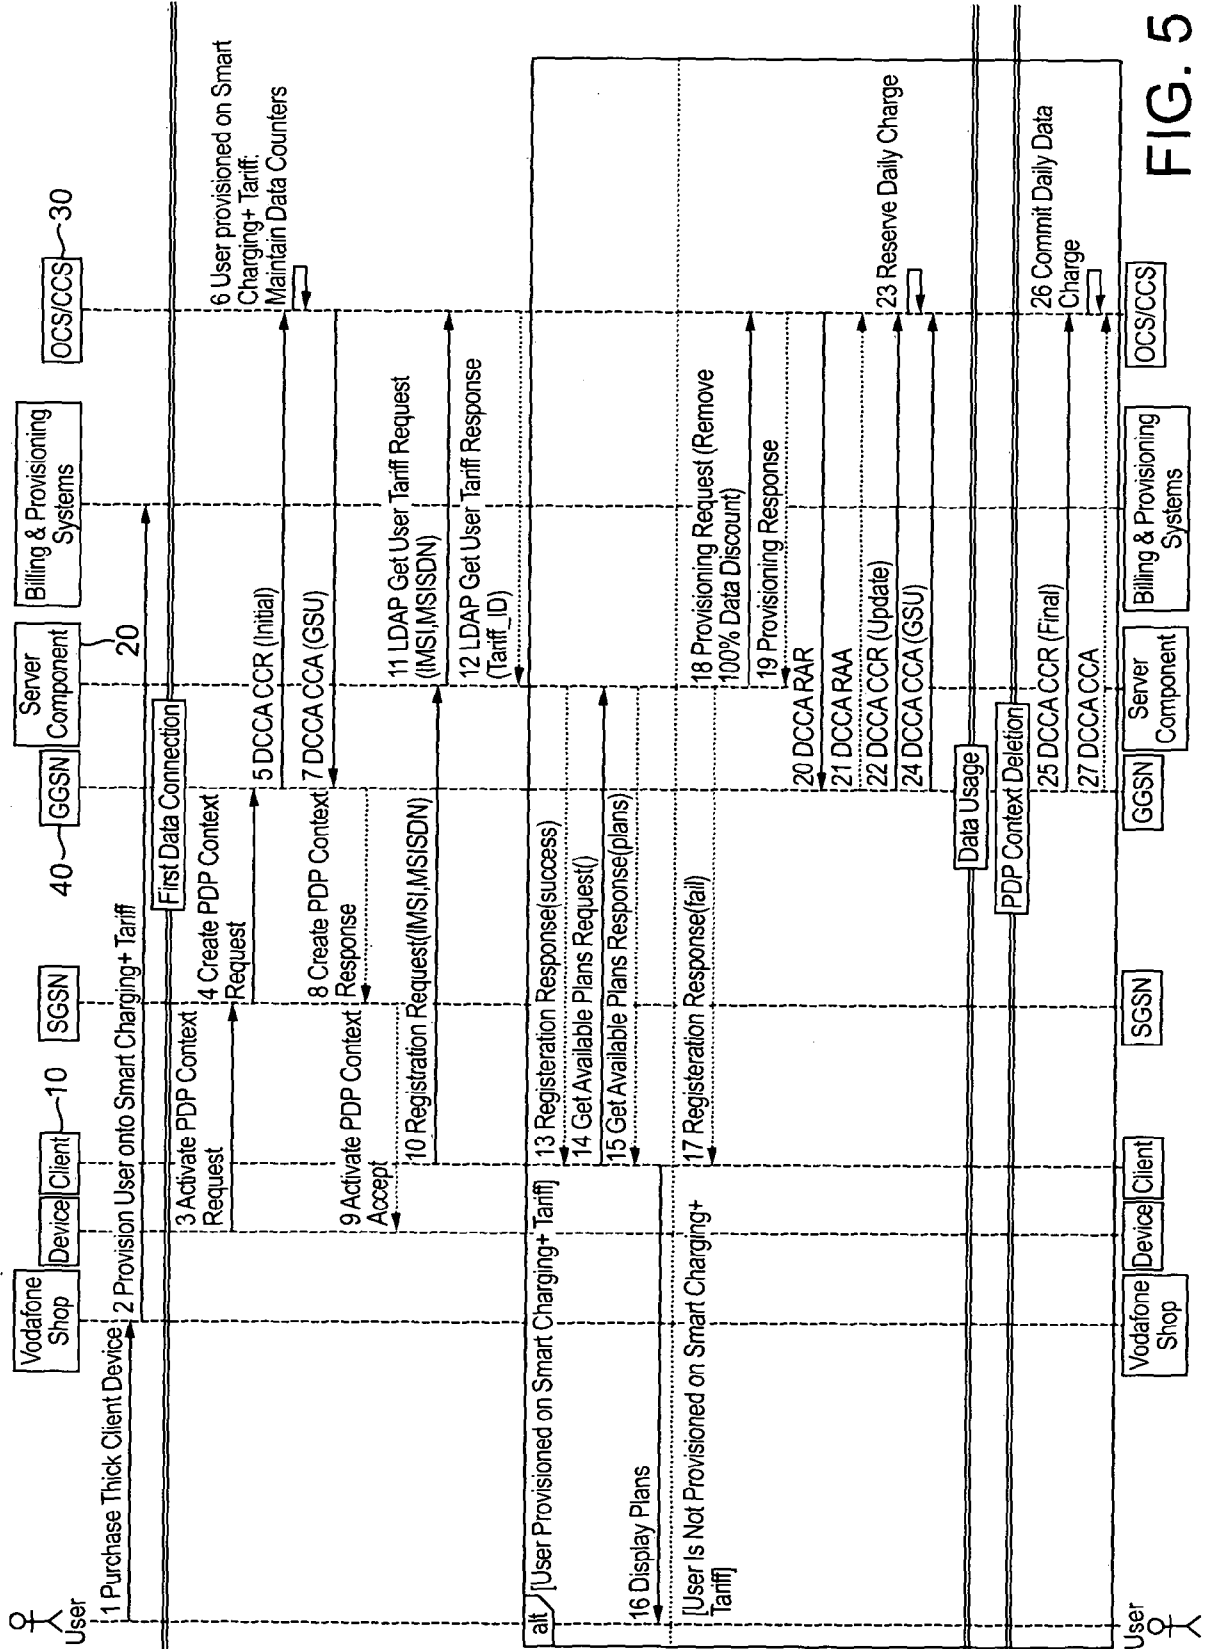 User
Vodafone
Shop
Device
Client
10
SGSN
40
GGSN
Server
Component
20
Billing & Provisioning
Systems
OCS/CCS
30
1 Purchase Thick Client Device
2 Provision User onto Smart Charging+ Tariff
First Data Connection
3 Activate PDP Context
Request
4 Create PDP Context
Request
5 DCCA CCR (Initial)
6 User provisioned on Smart
Charging+ Tariff:
Maintain Data Counters
7 DCCA CCA (GSU)
8 Create PDP Context
Response
9 Activate PDP Context
Accept
10 Registration Request(IMSI,MSISDN)
11 LDAP Get User Tariff Request
(IMSI,MSISDN)
12 LDAP Get User Tariff Response
(Tariff_ID)
alt
[User Provisioned on Smart Charging+ Tariff]
13 Registeration Response(success)
14 Get Available Plans Request()
15 Get Available Plans Response(plans)
16 Display Plans
[User Is Not Provisioned on Smart Charging+
Tariff]
17 Registeration Response(fail)
18 Provisioning Request (Remove
100% Data Discount)
19 Provisioning Response
20 DCCA RAR
21 DCCA RAA
22 DCCA CCR (Update)
23 Reserve Daily Charge
24 DCCA CCA (GSU)
Data Usage
PDP Context Deletion
25 DCCA CCR (Final)
26 Commit Daily Data
Charge
27 DCCA CCA
User
Vodafone
Shop
Device
Client
SGSN
GGSN
Server
Component
Billing & Provisioning
Systems
OCS/CCS
FIG. 5